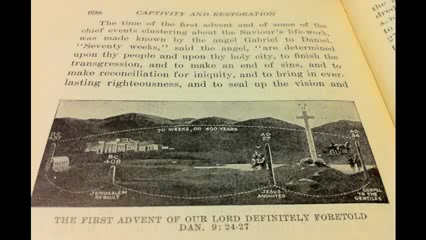 698 CAPTIVITY AND RESTORATION
The time of the first advent and of some of the
chief events clustering about the Saviour's life-work,
was made known by the angel Gabriel to Daniel.
"Seventy weeks," said the angel, "are determined
upon thy people and upon thy holy city, to finish the
transgression, and to make an end of sins, and to
make reconciliation for iniquity, and to bring in ever-
lasting righteousness, and to seal up the vision and
70 WEEKS, OR 490 YEARS
BC
408
AD
27
JERUSALEM
REBUILT
JESUS
ANOINTED
GOSPEL
TO THE
GENTILES
THE FIRST ADVENT OF OUR LORD DEFINITELY FORETOLD
DAN. 9:24-27